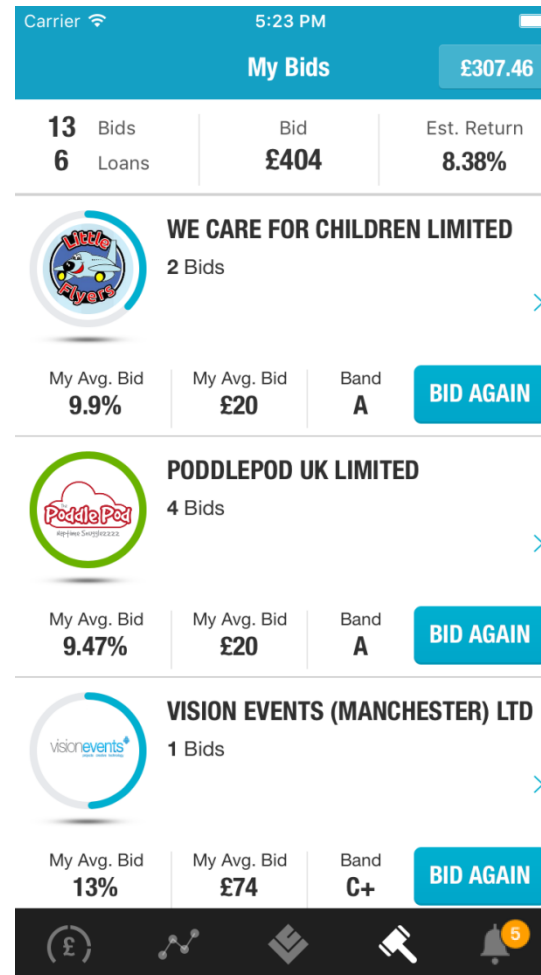 Carrier 5:23 PM
My Bids £307.46
13 Bids Bid Est. Return
6 Loans £404 8.38%
Little Flyers
WE CARE FOR CHILDREN LIMITED
2 Bids
My Avg. Bid My Avg. Bid Band
9.9% £20 A
BID AGAIN
the Poddle Pod
PODDLEPOD UK LIMITED
4 Bids
My Avg. Bid My Avg. Bid Band
9.47% £20 A
BID AGAIN
visionevents
VISION EVENTS (MANCHESTER) LTD
1 Bids
My Avg. Bid My Avg. Bid Band
13% £74 C+
BID AGAIN
£ 5